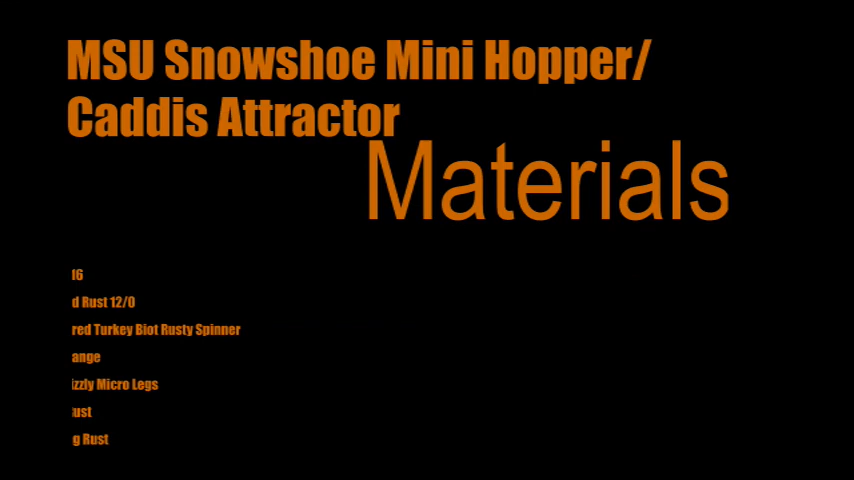 MSU Snowshoe Mini Hopper/
Caddis Attractor
Materials
16
d Rust 12/0
red Turkey Biot Rusty Spinner
ange
izzly Micro Legs
ust
g Rust